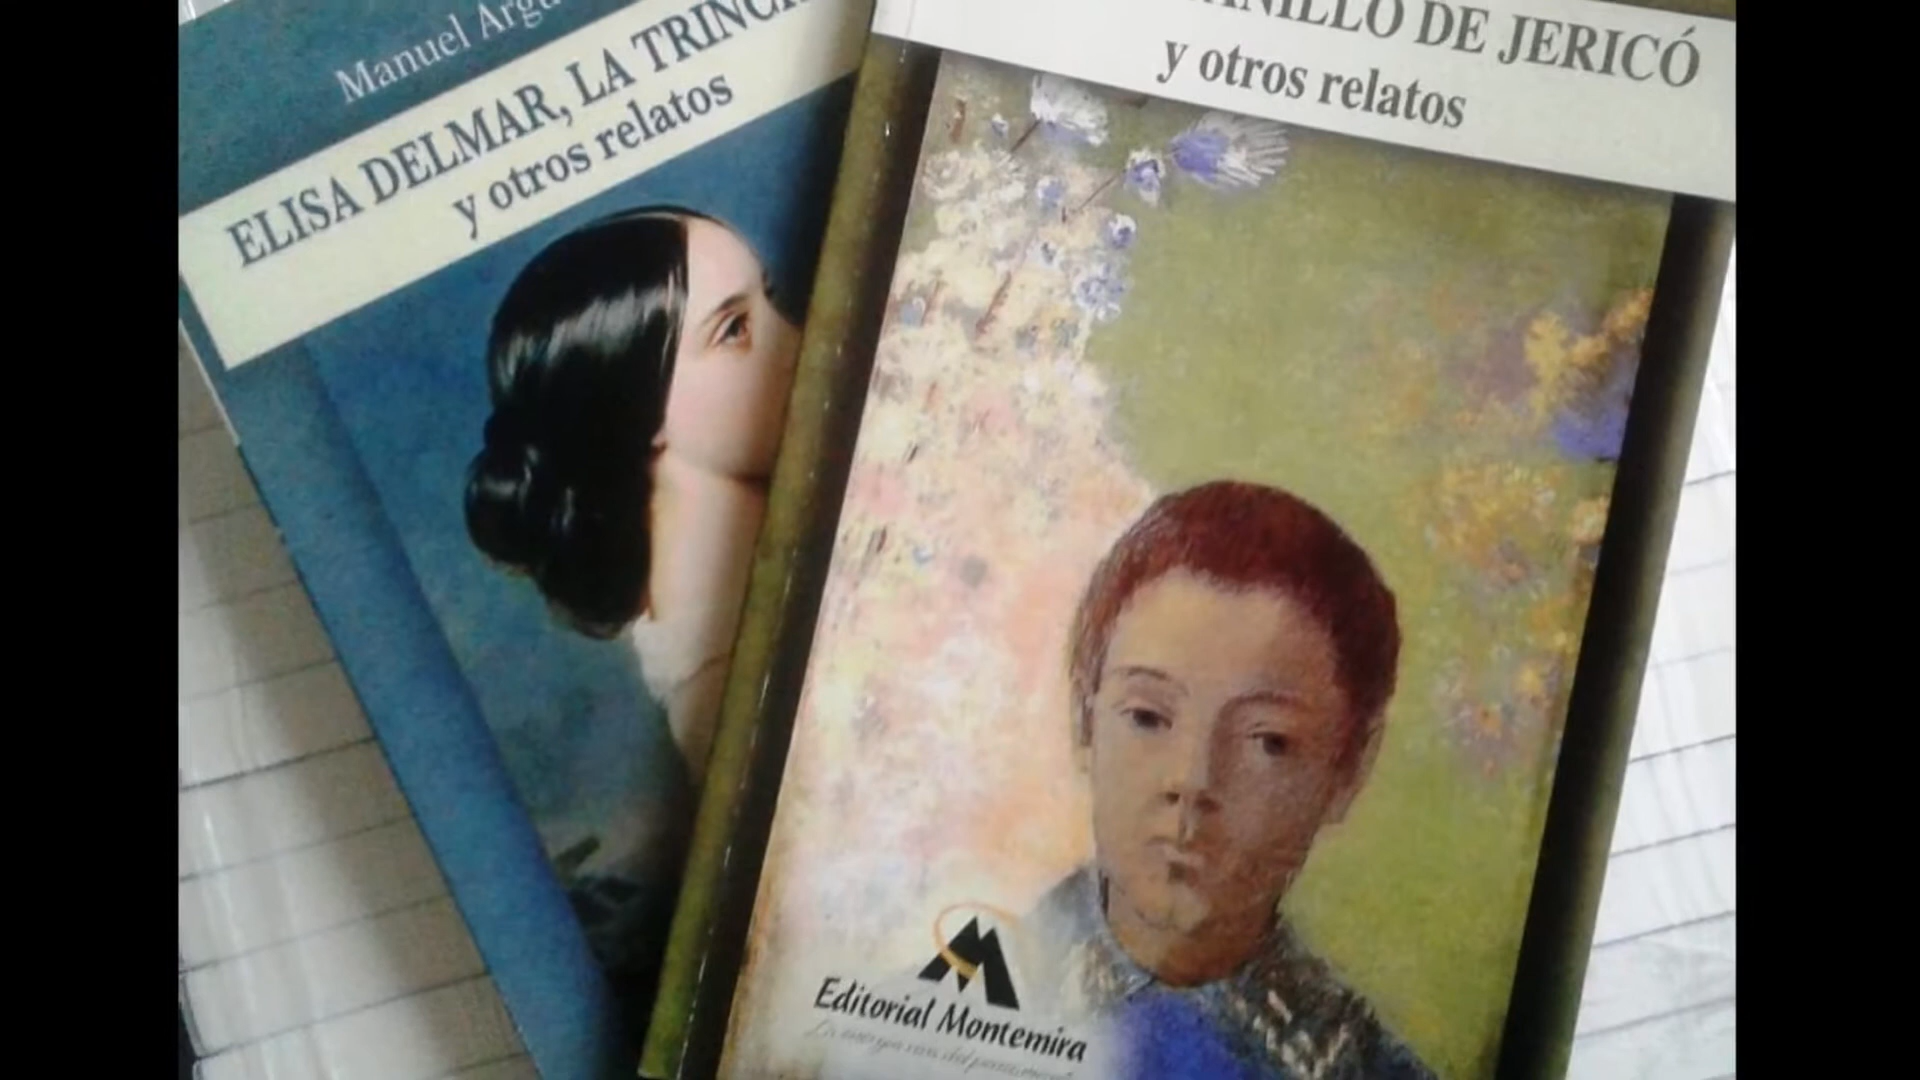 Manuel
ELISA DELMAR, LA
y otros relatos
DE JERICÓ
y otros relatos
Editorial Montemira